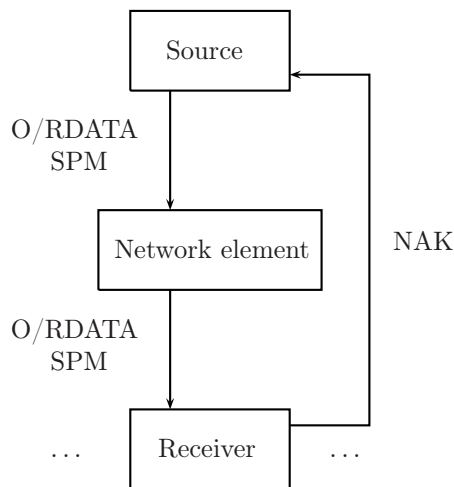 Source
O/RDATA
SPM
Network element
NAK
O/RDATA
SPM
. . .
Receiver
. . .